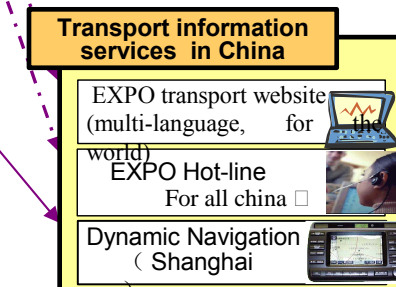 Transport information
services in China
EXPO transport website
(multi-language, for the
world)
EXPO Hot-line
For all china □
Dynamic Navigation
（ Shanghai